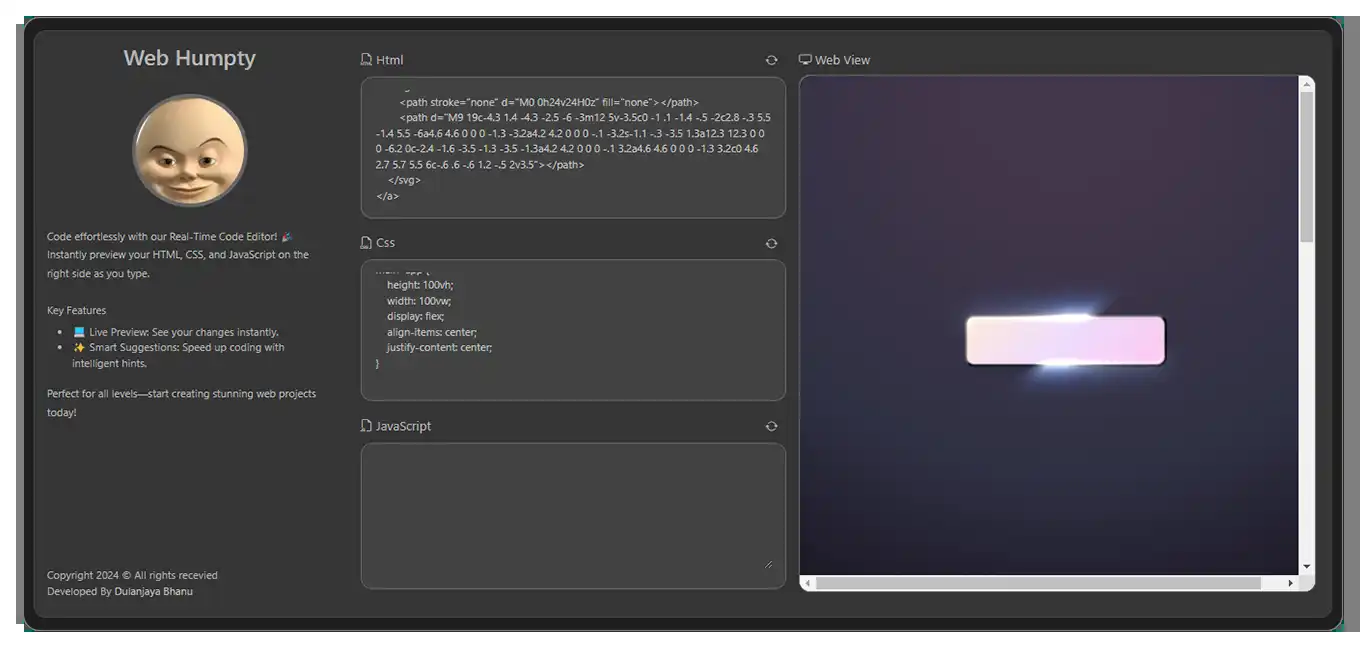 Web Humpty
Code effortlessly with our Real-Time Code Editor! 🎉
Instantly preview your HTML, CSS, and JavaScript on the
right side as you type.
Key Features
• 💻 Live Preview: See your changes instantly.
• ✨ Smart Suggestions: Speed up coding with
intelligent hints.
Perfect for all levels—start creating stunning web projects
today!
Copyright 2024 © All rights recevied
Developed By Dulanjaya Bhanu
Html
<path stroke="none" d="M0 0h24v24H0z" fill="none"></path>
<path d="M9 19c-4.3 1.4 -4.3 -2.5 -6 -3m12 5v-3.5c0 -1 .1 -1.4 -.5 -2c2.8 -.3 5.5
-1.4 5.5 -6a4.6 4.6 0 0 0 -1.3 -3.2a4.2 4.2 0 0 0 -.1 -3.2s-1.1 -.3 -3.5 1.3a12.3 12.3 0 0
0 -6.2 0c-2.4 -1.6 -3.5 -1.3 -3.5 -1.3a4.2 4.2 0 0 0 -.1 3.2a4.6 4.6 0 0 0 -1.3 3.2c0 4.6
2.7 5.7 5.5 6c-.6 .6 -.6 1.2 -.5 2v3.5"></path>
</svg>
</a>
Css
height: 100vh;
width: 100vw;
display: flex;
align-items: center;
justify-content: center;
}
JavaScript
Web View